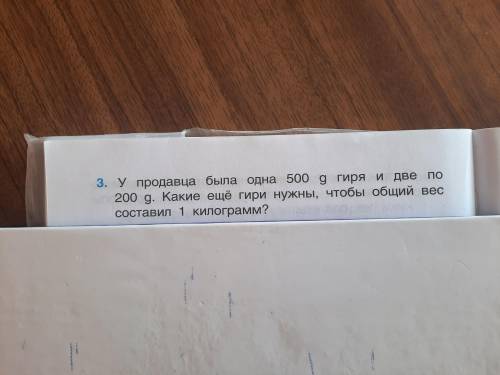 3. У продавца была одна 500 g гиря и две по
200 g. Какие ещё гири нужны, чтобы общий вес
составил 1 килограмм?